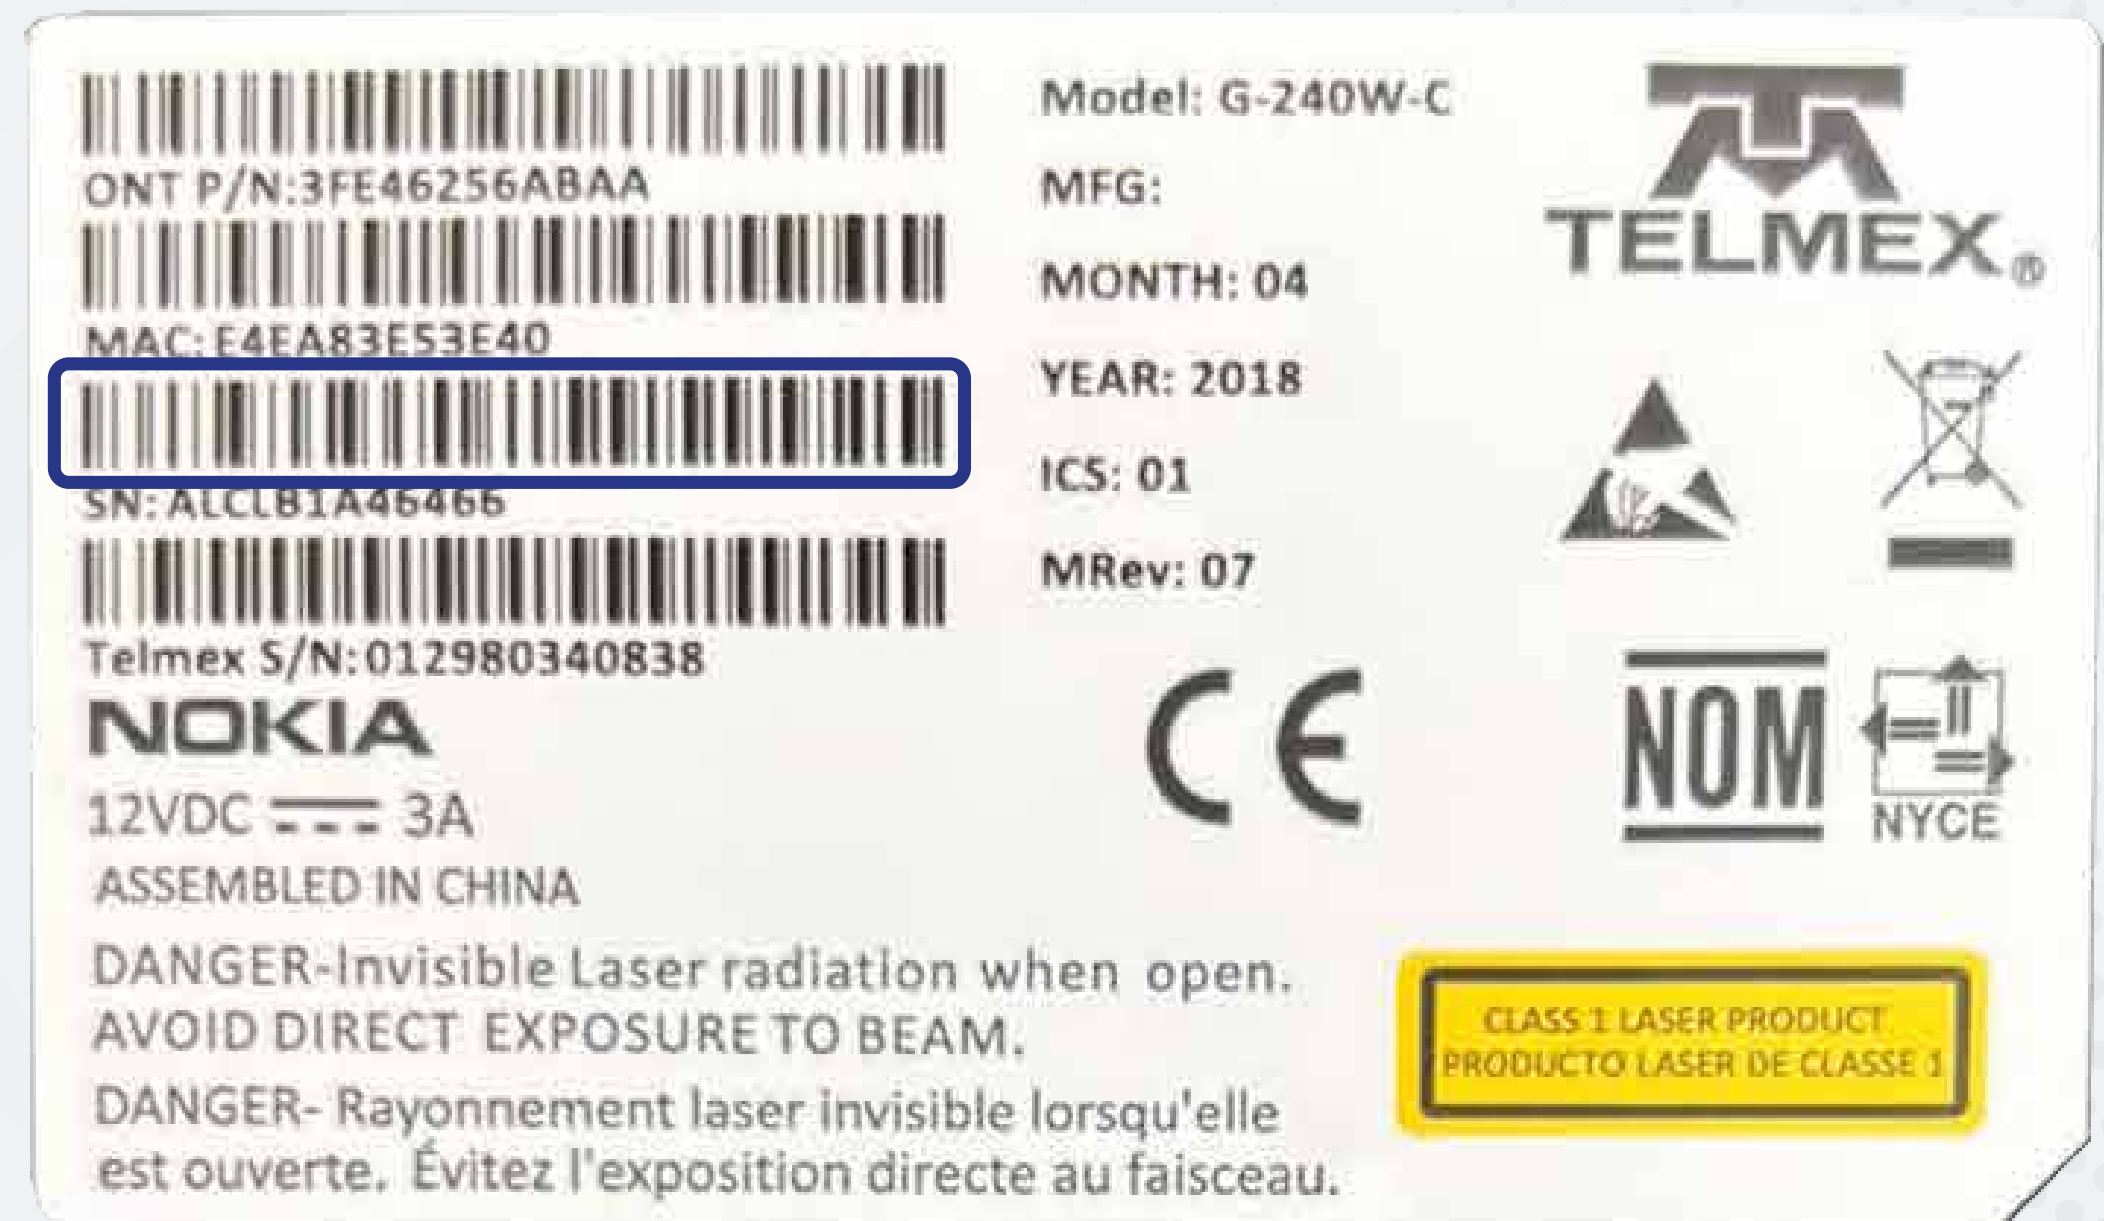 ONT P/N:3FE46256ABAA
MAC: E4EA83E53E40
SN: ALCLB1A46466
Telmex S/N: 012980340838
NOKIA
12VDC 3A
ASSEMBLED IN CHINA
DANGER-Invisible Laser radiation when open.
AVOID DIRECT EXPOSURE TO BEAM.
DANGER- Rayonnement laser invisible lorsqu'elle
est ouverte. Évitez l'exposition directe au faisceau.
Model: G-240W-C
MFG:
MONTH: 04
YEAR: 2018
ICS: 01
MRev: 07
CE
TELMEX®
NOM
NYCE
CLASS 1 LASER PRODUCT
PRODUCTO LASER DE CLASSE 1